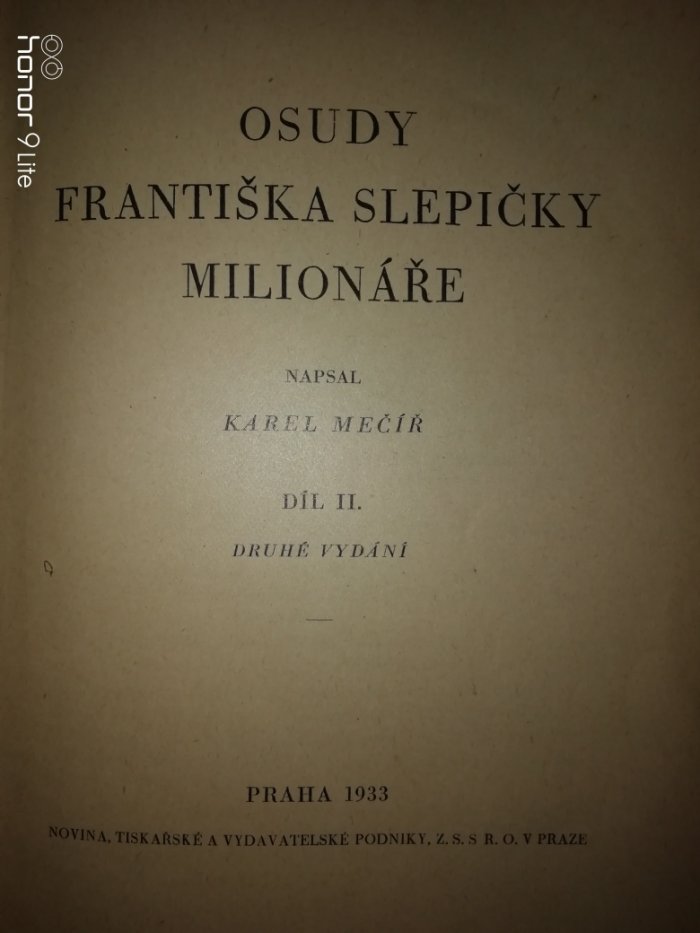 OSUDY
FRANTIŠKA SLEPIČKY
MILIONÁŘE
NAPSAL
KAREL MEČÍŘ
DÍL II.
DRUHÉ VYDÁNÍ
PRAHA 1933
NOVINA, TISKAŘSKÉ A VYDAVATELSKÉ PODNIKY, Z. S. S R. O. V PRAZE
honor 9 Lite